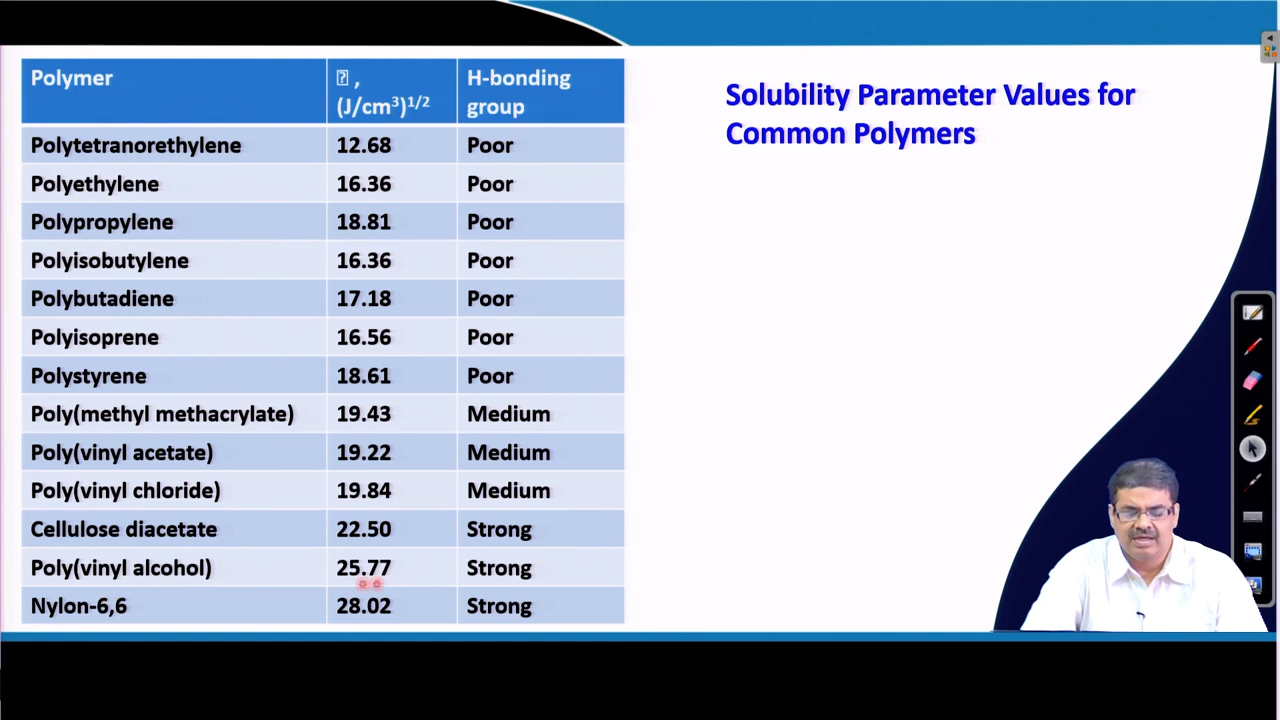 Polymer
⍰ , (J/cm³)¹/²
H-bonding group
Polytetranorethylene 12.68 Poor
Polyethylene 16.36 Poor
Polypropylene 18.81 Poor
Polyisobutylene 16.36 Poor
Polybutadiene 17.18 Poor
Polyisoprene 16.56 Poor
Polystyrene 18.61 Poor
Poly(methyl methacrylate) 19.43 Medium
Poly(vinyl acetate) 19.22 Medium
Poly(vinyl chloride) 19.84 Medium
Cellulose diacetate 22.50 Strong
Poly(vinyl alcohol) 25.77 Strong
Nylon-6,6 28.02 Strong
Solubility Parameter Values for
Common Polymers